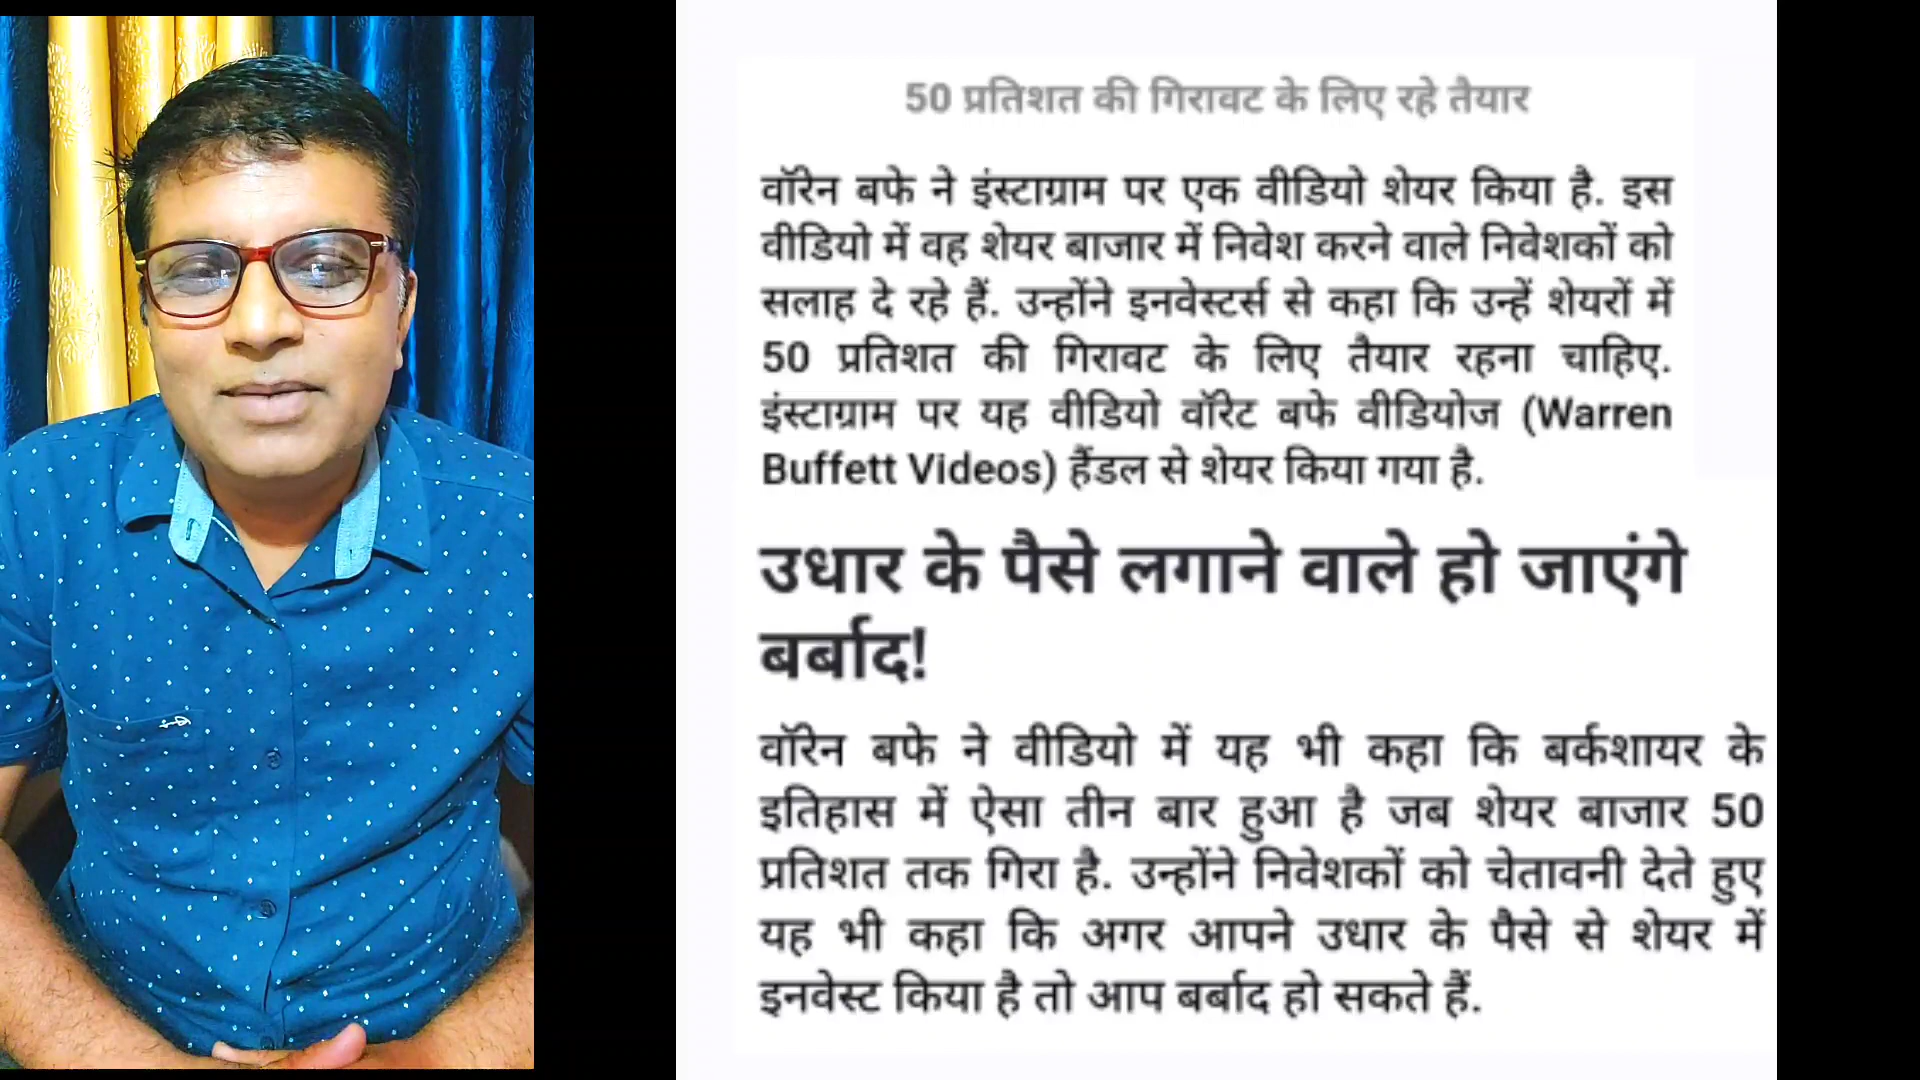 50 प्रतिशत की गिरावट के लिए रहे तैयार
वॉरेन बफे ने इंस्टाग्राम पर एक वीडियो शेयर किया है. इस
वीडियो में वह शेयर बाजार में निवेश करने वाले निवेशकों को
सलाह दे रहे हैं. उन्होंने इनवेस्टर्स से कहा कि उन्हें शेयरों में
50 प्रतिशत की गिरावट के लिए तैयार रहना चाहिए.
इंस्टाग्राम पर यह वीडियो वॉरेट बफे वीडियोज (Warren
Buffett Videos) हैंडल से शेयर किया गया है.
उधार के पैसे लगाने वाले हो जाएंगे
बर्बाद!
वॉरेन बफे ने वीडियो में यह भी कहा कि बर्कशायर के
इतिहास में ऐसा तीन बार हुआ है जब शेयर बाजार 50
प्रतिशत तक गिरा है. उन्होंने निवेशकों को चेतावनी देते हुए
यह भी कहा कि अगर आपने उधार के पैसे से शेयर में
इनवेस्ट किया है तो आप बर्बाद हो सकते हैं.